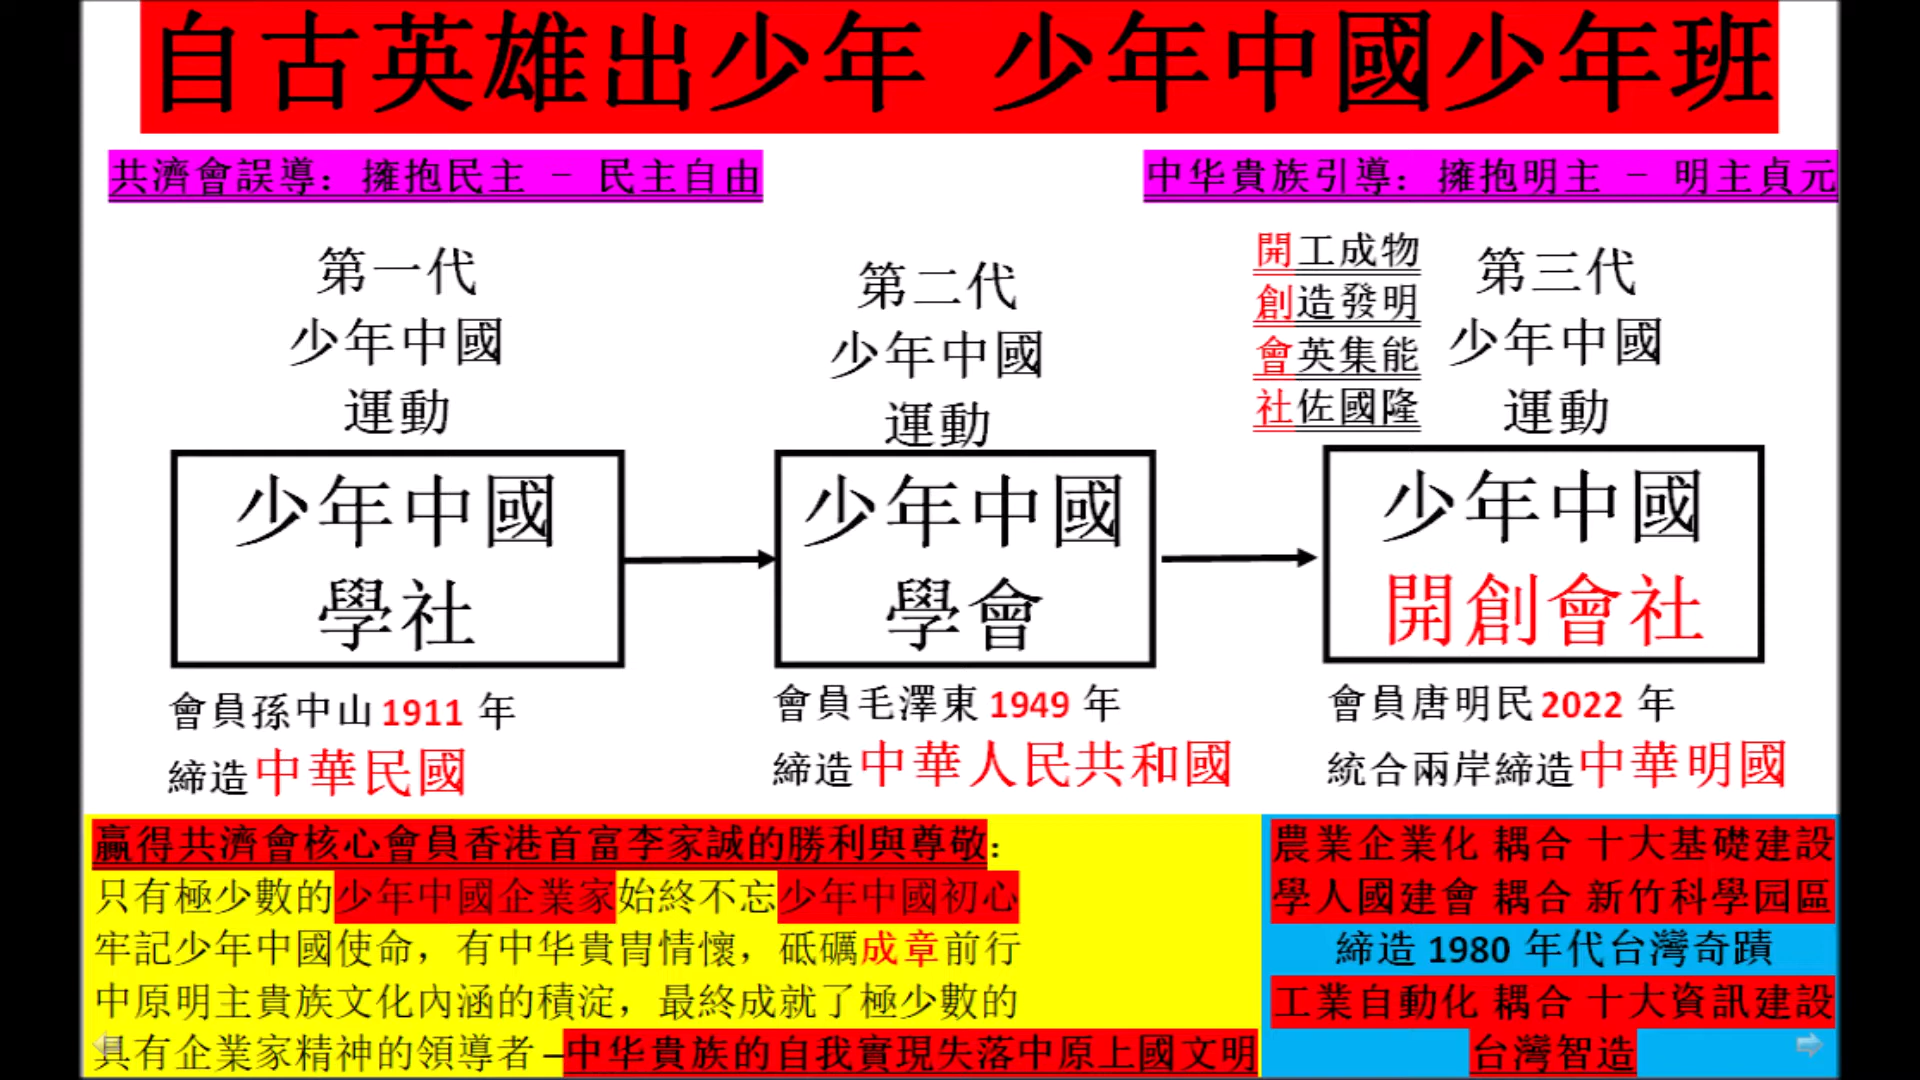 自古英雄出少年 少年中國少年班
共濟會誤導：擁抱民主 – 民主自由
中华貴族引導：擁抱明主 – 明主貞元
第一代
少年中國
運動
少年中國
學社
會員孫中山1911 年
締造中華民國
第二代
少年中國
運動
少年中國
學會
會員毛澤東1949 年
締造中華人民共和國
開工成物
創造發明
會英集能
社佐國隆
第三代
少年中國
運動
少年中國
開創會社
會員唐明民2022 年
統合兩岸締造中華明國
贏得共濟會核心會員香港首富李家誠的勝利與尊敬：
只有極少數的少年中國企業家始終不忘少年中國初心
牢記少年中國使命，有中华貴胄情懷，砥礪成章前行
中原明主貴族文化內涵的積淀，最終成就了極少數的
具有企業家精神的領導者–中华貴族的自我實現失落中原上國文明
農業企業化 耦合 十大基礎建設
學人國建會 耦合 新竹科學园區
締造 1980 年代台灣奇蹟
工業自動化 耦合 十大資訊建設
台灣智造